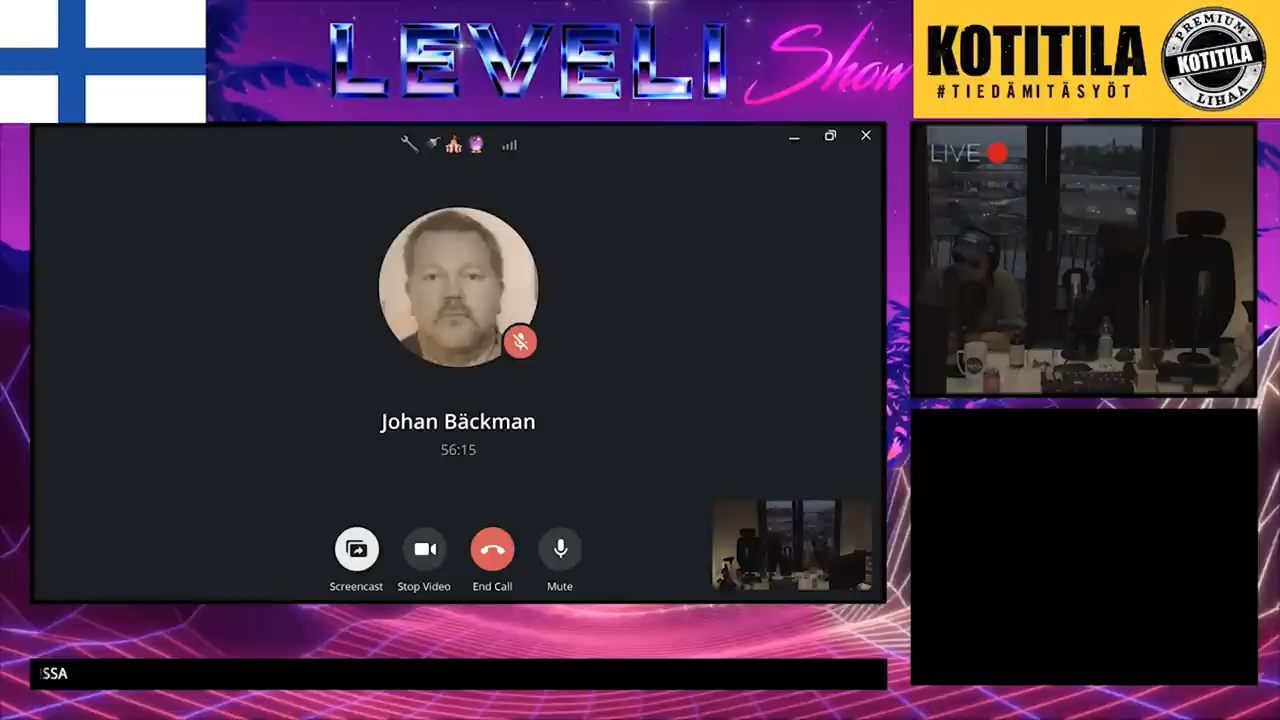 LEVELI Show
KOTITILA
#TIEDÄMITÄSYÖT
PREMIUM
KOTITILA
LIHAA
LIVE
Johan Bäckman
56:15
Screencast
Stop Video
End Call
Mute
SSA